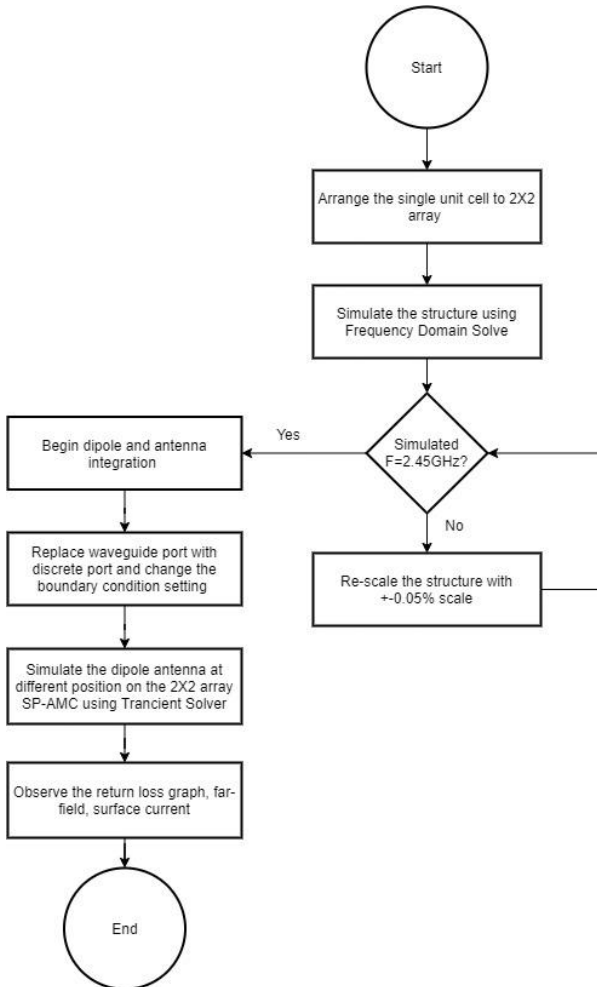 Start
Arrange the single unit cell to 2X2
array
Simulate the structure using
Frequency Domain Solve
Simulated
F=2.45GHz?
Yes
No
Re-scale the structure with
+-0.05% scale
Begin dipole and antenna
integration
Replace waveguide port with
discrete port and change the
boundary condition setting
Simulate the dipole antenna at
different position on the 2X2 array
SP-AMC using Trancient Solver
Observe the return loss graph, far-
field, surface current
End